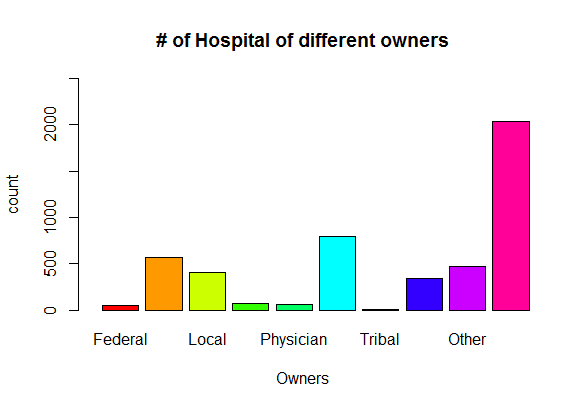 # of Hospital of different owners
count
2000
1000
500
0
Federal Local Physician Tribal Other
Owners